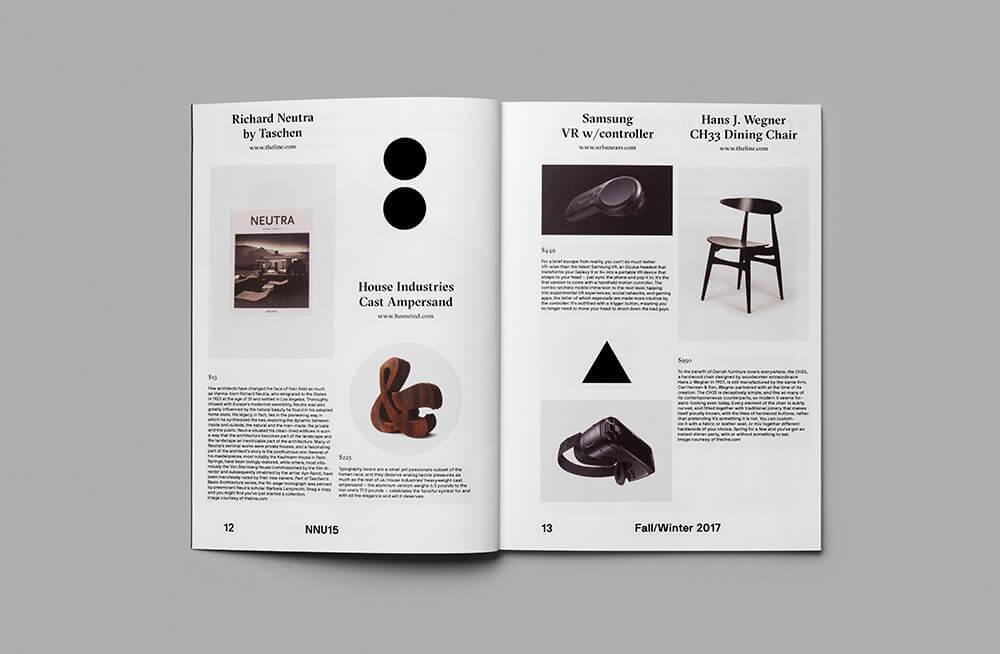 Richard Neutra
by Taschen
www.theline.com
NEUTRA
$15
Few architects have changed the face of their field as much
as Vienna-born Richard Neutra, who emigrated to the States
in 1923 at the age of 31 and settled in Los Angeles. Thoroughly
infused with Europe's modernist sensibility, Neutra was also
greatly influenced by the natural beauty he found in his adopted
home state. His legacy, in fact, lies in the pioneering way in
which he synthesized the two, exploring the dynamic between
inside and outside, the natural and the man-made, the private
and the public. Neutra situated his clean-lined edifices in such
a way that the architecture becomes part of the landscape and
the landscape an inextricable part of the architecture. Many of
Neutra's seminal works were private houses, and a fascinating
part of the architect's story is the posthumous one. Several of
his masterpieces, most notably the Kaufman House in Palm
Springs, have been lovingly restored, while others, most infa-
mously the Von Sternberg House (commissioned by the film di-
rector and subsequently inhabited by the writer Ayn Rand), have
been mercilessly razed by their new owners. Part of Taschen's
Basic Architecture series, the 96-page monograph was penned
by preeminent Neutra scholar Barbara Lamprecht. Snag a copy
and you might find you've just started a collection.
Image courtesy of theline.com
House Industries
Cast Ampersand
www.houseind.com
$225
Typography lovers are a small yet passionate subset of the
human race, and they deserve analog tactile pleasures as
much as the rest of us. House Industries' heavyweight cast
ampersand – the aluminum version weighs 6.5 pounds to the
iron one's 17.5 pounds – celebrates the fanciful symbol for and
with all the elegance and wit it deserves.
12
NNU15
Samsung
VR w/controller
www.urbanears.com
$449
For a brief escape from reality, you can't do much better
VR-wise than the latest Samsung VR, an Oculus headset that
transforms your Galaxy 8 or 8+ into a portable VR device that
straps to your head – just sync the phone and pop it in. It's the
first version to come with a handheld motion controller. The
combo ratchets mobile immersion to the next level, tapping
into experimental VR experiences, social networks, and gaming
apps, the latter of which especially are made more intuitive by
the controller: It's outfitted with a trigger button, meaning you
no longer need to move your head to shoot down the bad guys.
Hans J. Wegner
CH33 Dining Chair
www.theline.com
$950
To the benefit of Danish furniture lovers everywhere, the CH33,
a hardwood chair designed by woodworker extraordinaire
Hans J. Wegner in 1957, is still manufactured by the same firm,
Carl Hansen & Son, Wegner partnered with at the time of its
creation. The CH33 is deceptively simple, and like so many of
its contemporaneous counterparts, so modern it seems for-
ward-looking even today. Every element of the chair is subtly
curved, and fitted together with traditional joinery that makes
itself proudly known, with the likes of hardwood buttons, rather
than pretending it's something it is not. You can custom-
ize it with a fabric or leather seat, or mix together different
hardwoods of your choice. Spring for a few and you've got an
instant dinner party, with or without something to eat.
Image courtesy of theline.com
13
Fall/Winter 2017